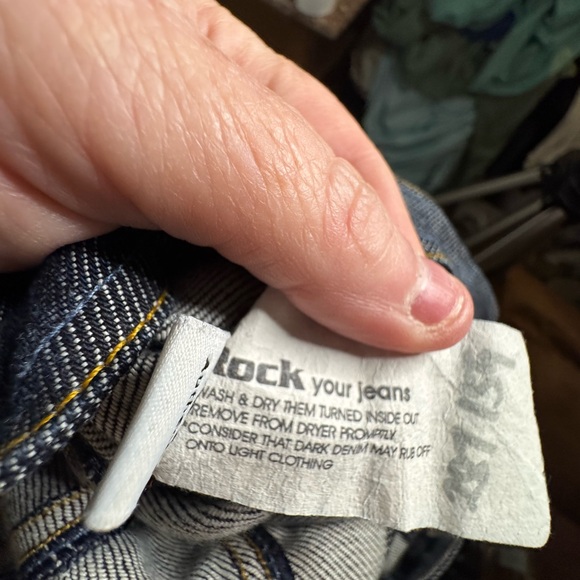 Rock your jeans
WASH & DRY THEM TURNED INSIDE OUT
REMOVE FROM DRYER PROMPTLY
*CONSIDER THAT DARK DENIM MAY RUB OFF
ONTO LIGHT CLOTHING